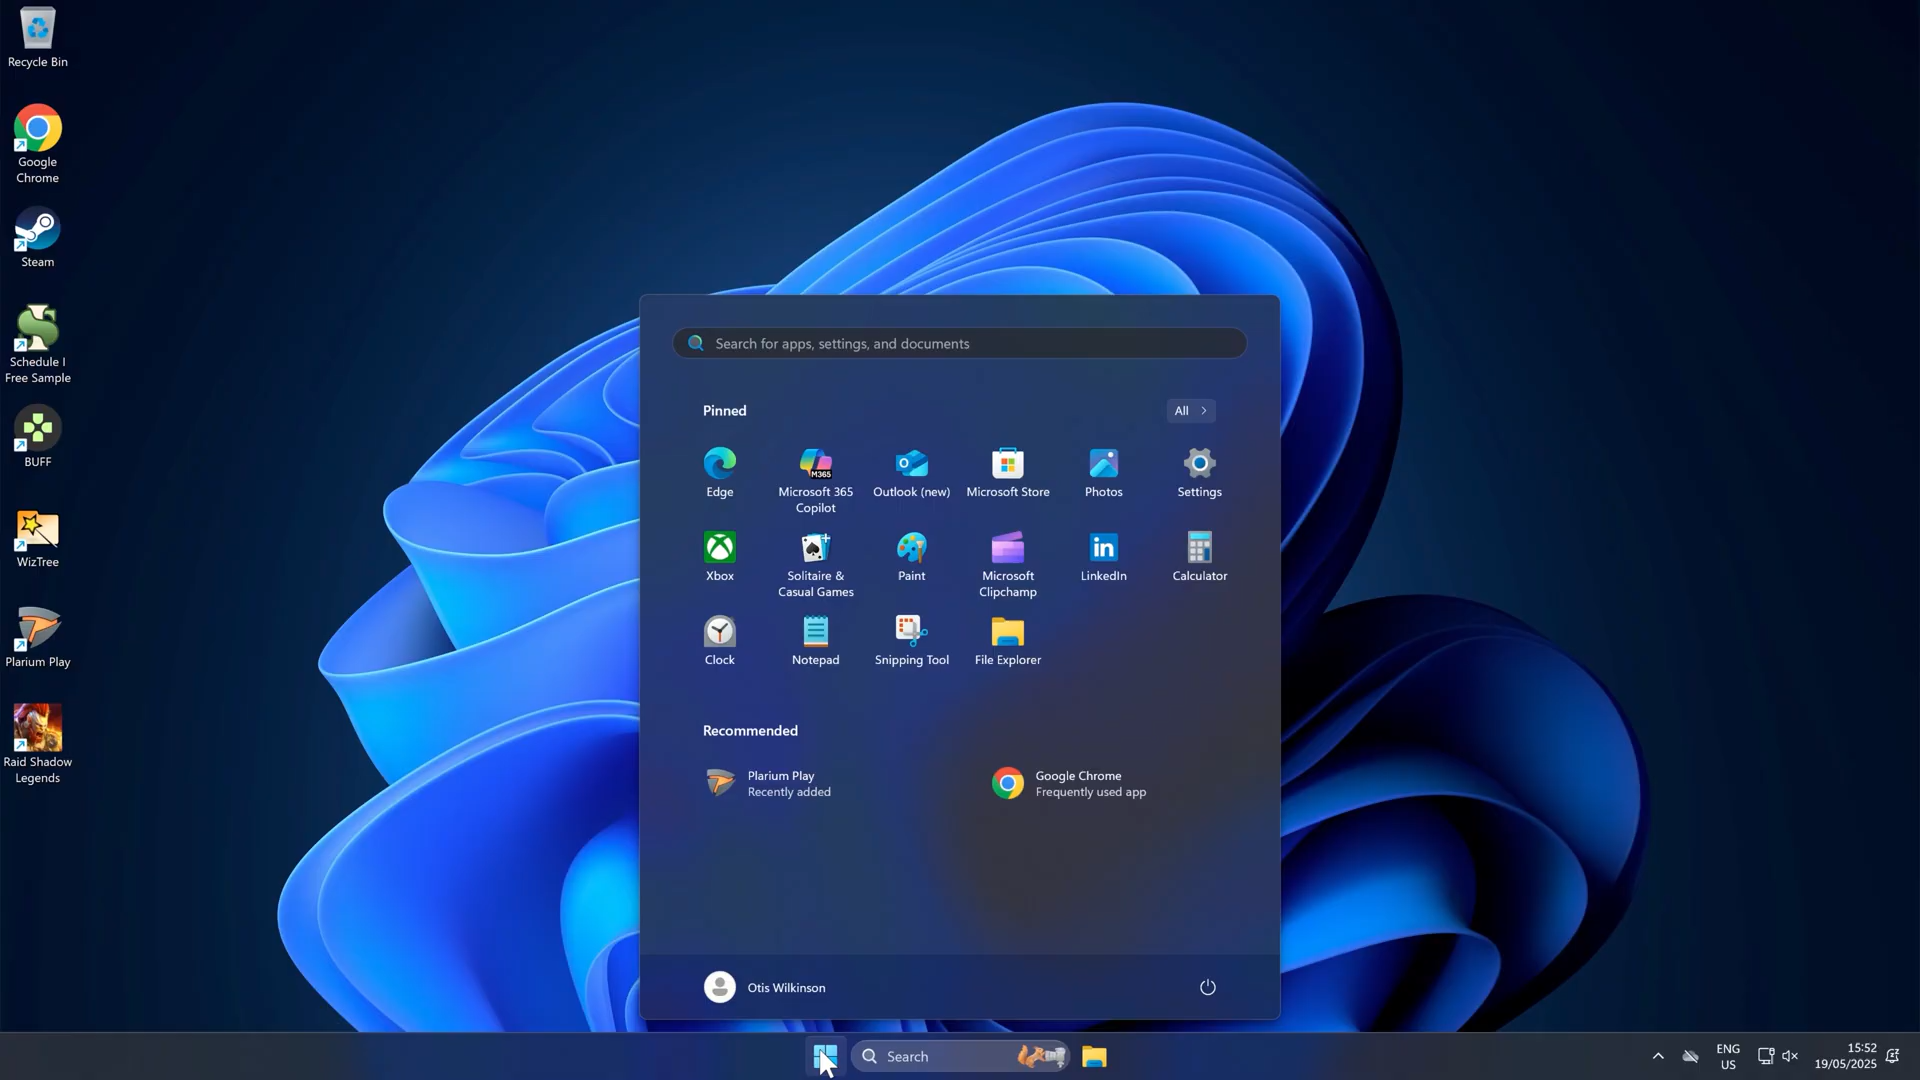 Recycle Bin
Google
Chrome
Steam
Schedule I
Free Sample
BUFF
WizTree
Plarium Play
Raid Shadow
Legends
Search for apps, settings, and documents
Pinned
All
Edge
Microsoft 365
Copilot
Outlook (new)
Microsoft Store
Photos
Settings
Xbox
Solitaire &
Casual Games
Paint
Microsoft
Clipchamp
LinkedIn
Calculator
Clock
Notepad
Snipping Tool
File Explorer
Recommended
Plarium Play
Recently added
Google Chrome
Frequently used app
Otis Wilkinson
Search
ENG
US
15:52
19/05/2025
M365
in